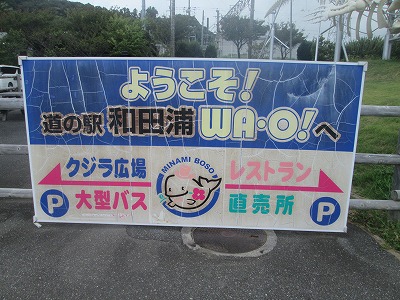 ようこそ!
道の駅 和田浦 WA・O!へ
クジラ広場
大型バス
P
MINAMI BOSO
レストラン
直売所
P